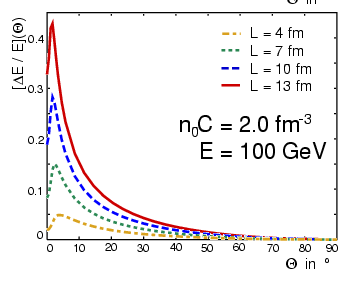 Θ in °
[ΔE / E](Θ)
0.4
0.3
0.2
0.1
0
L = 4 fm
L = 7 fm
L = 10 fm
L = 13 fm
n₀C = 2.0 fm⁻³
E = 100 GeV
0 10 20 30 40 50 60 70 80 90
Θ in °